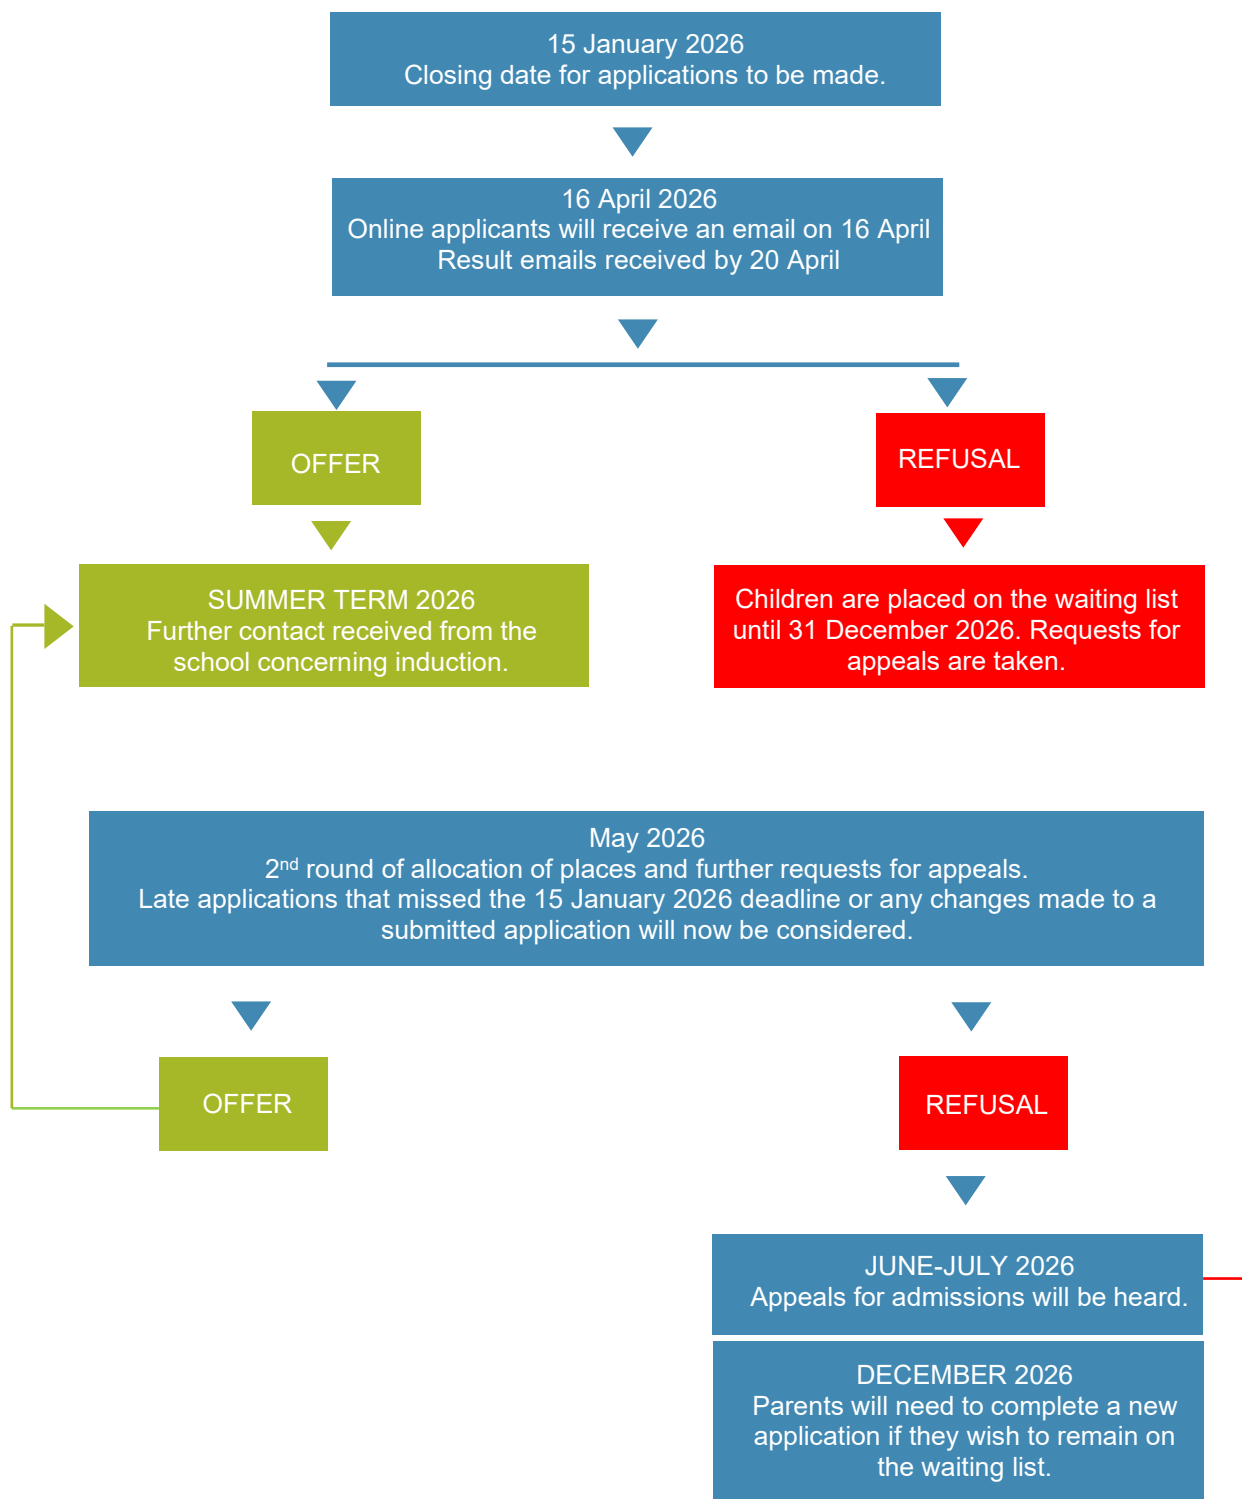 15 January 2026
Closing date for applications to be made.
16 April 2026
Online applicants will receive an email on 16 April
Result emails received by 20 April
OFFER
REFUSAL
SUMMER TERM 2026
Further contact received from the
school concerning induction.
Children are placed on the waiting list
until 31 December 2026. Requests for
appeals are taken.
May 2026
2nd round of allocation of places and further requests for appeals.
Late applications that missed the 15 January 2026 deadline or any changes made to a
submitted application will now be considered.
OFFER
REFUSAL
JUNE-JULY 2026
Appeals for admissions will be heard.
DECEMBER 2026
Parents will need to complete a new
application if they wish to remain on
the waiting list.